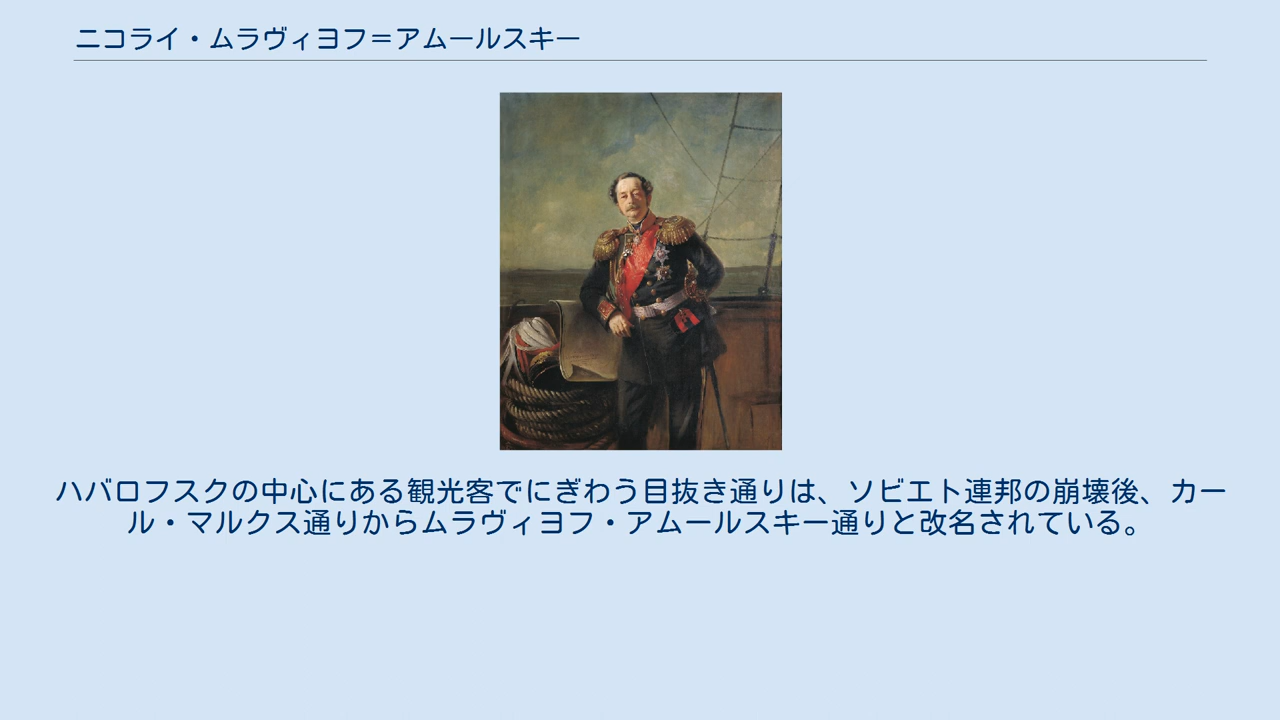 ニコライ・ムラヴィヨフ＝アムールスキー
ハバロフスクの中心にある観光客でにぎわう目抜き通りは、ソビエト連邦の崩壊後、カー
ル・マルクス通りからムラヴィヨフ・アムールスキー通りと改名されている。